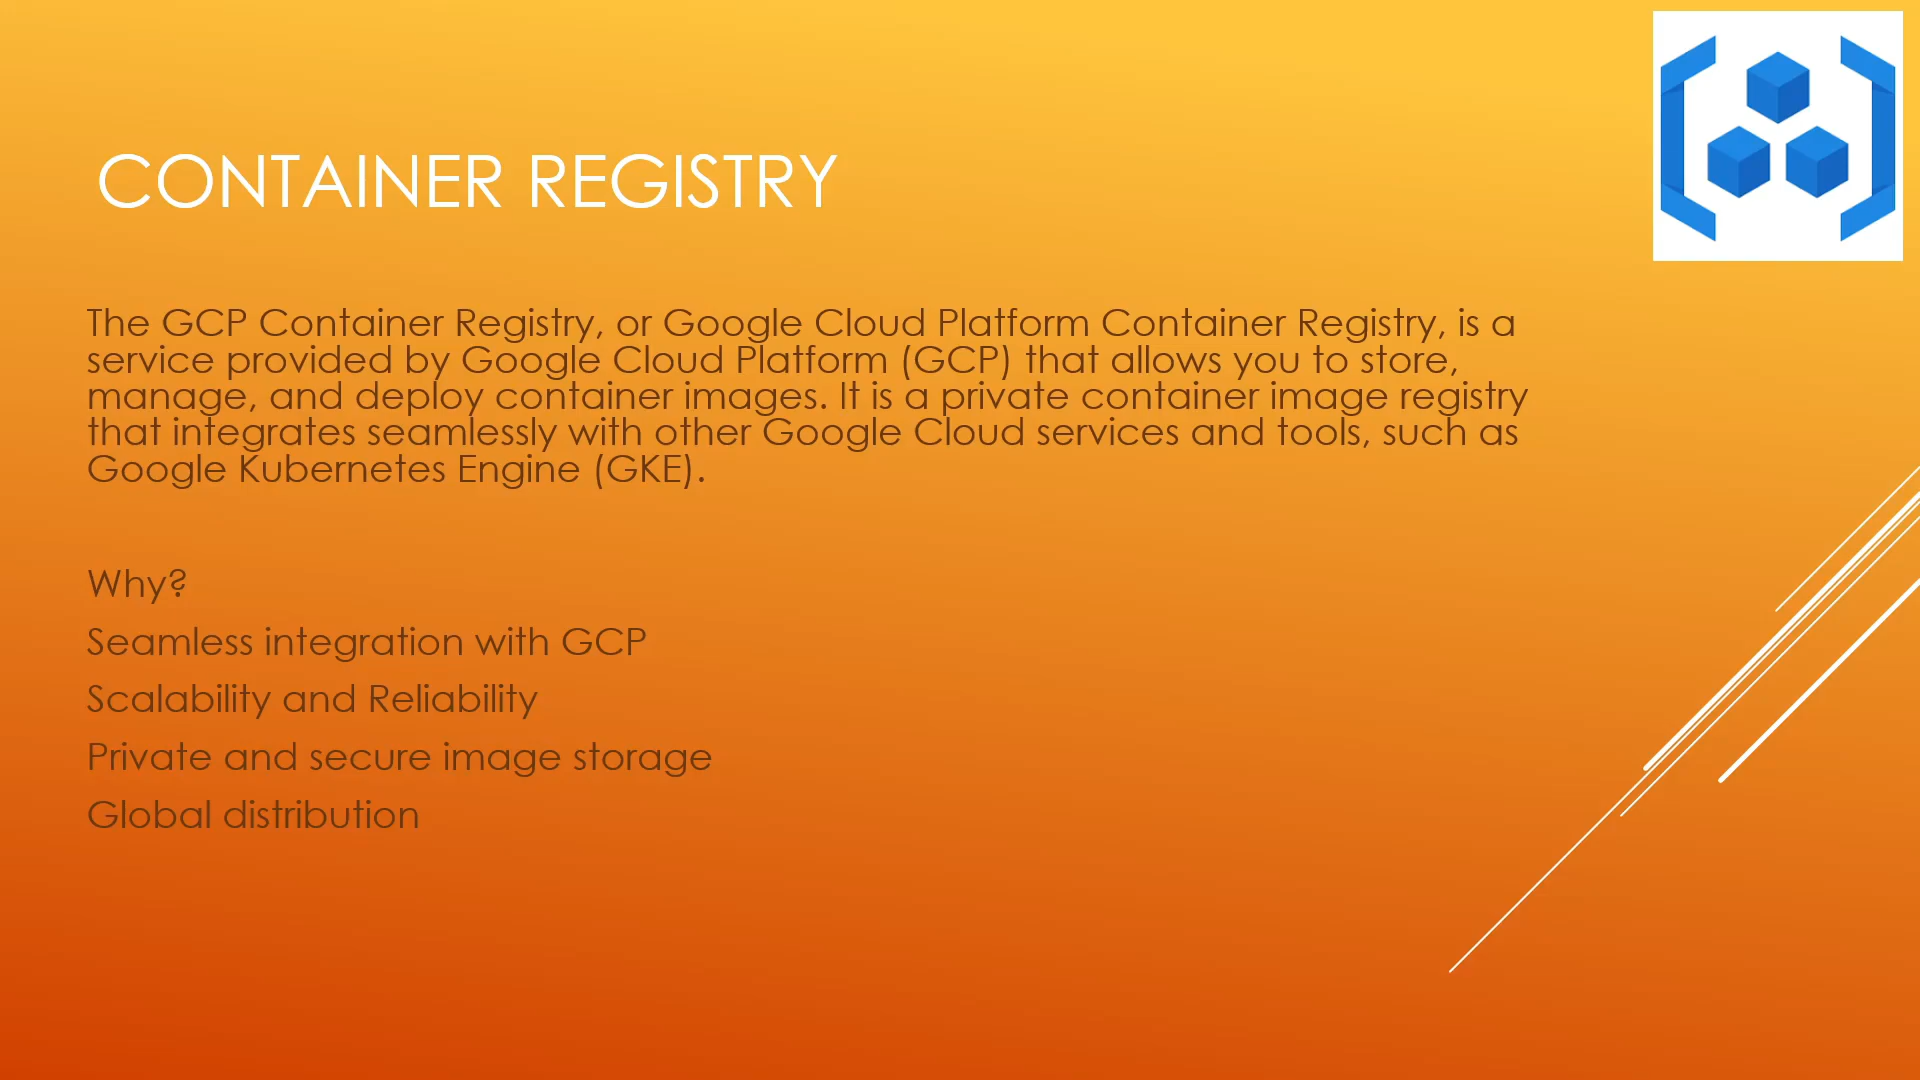 CONTAINER REGISTRY
The GCP Container Registry, or Google Cloud Platform Container Registry, is a
service provided by Google Cloud Platform (GCP) that allows you to store,
manage, and deploy container images. It is a private container image registry
that integrates seamlessly with other Google Cloud services and tools, such as
Google Kubernetes Engine (GKE).
Why?
Seamless integration with GCP
Scalability and Reliability
Private and secure image storage
Global distribution